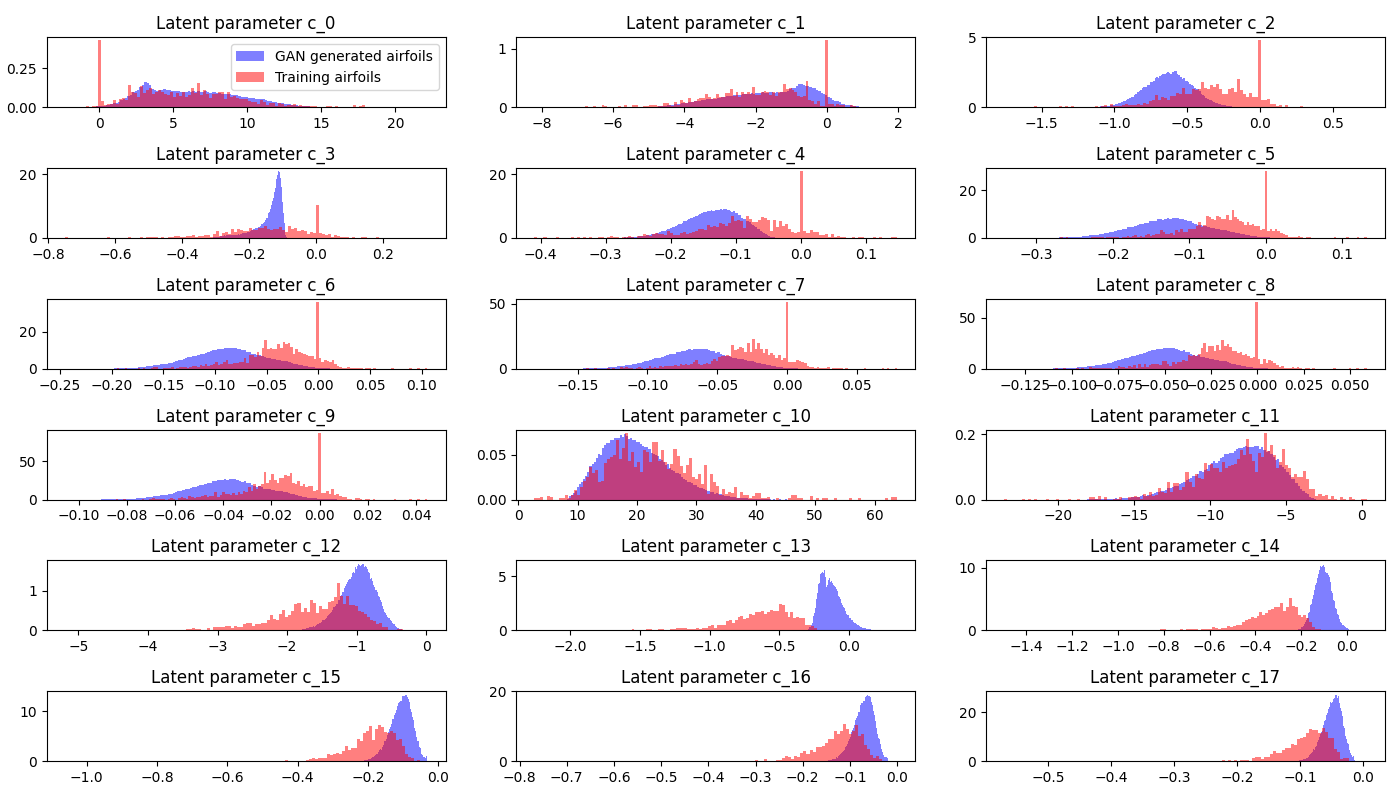 Latent parameter c_0
GAN generated airfoils
Training airfoils
0.25
0.00
0 5 10 15 20
Latent parameter c_1
1
0
−8 −6 −4 −2 0 2
Latent parameter c_2
5
0
−1.5 −1.0 −0.5 0.0 0.5
Latent parameter c_3
20
0
−0.8 −0.6 −0.4 −0.2 0.0 0.2
Latent parameter c_4
20
0
−0.4 −0.3 −0.2 −0.1 0.0 0.1
Latent parameter c_5
20
0
−0.3 −0.2 −0.1 0.0 0.1
Latent parameter c_6
20
0
−0.25 −0.20 −0.15 −0.10 −0.05 0.00 0.05 0.10
Latent parameter c_7
50
0
−0.15 −0.10 −0.05 0.00 0.05
Latent parameter c_8
50
0
−0.125 −0.100 −0.075 −0.050 −0.025 0.000 0.025 0.050
Latent parameter c_9
50
0
−0.10 −0.08 −0.06 −0.04 −0.02 0.00 0.02 0.04
Latent parameter c_10
0.05
0.00
0 10 20 30 40 50 60
Latent parameter c_11
0.2
0.0
−20 −15 −10 −5 0
Latent parameter c_12
1
0
−5 −4 −3 −2 −1 0
Latent parameter c_13
5
0
−2.0 −1.5 −1.0 −0.5 0.0
Latent parameter c_14
10
0
−1.4 −1.2 −1.0 −0.8 −0.6 −0.4 −0.2 0.0
Latent parameter c_15
10
0
−1.0 −0.8 −0.6 −0.4 −0.2 0.0
Latent parameter c_16
20
0
−0.8 −0.7 −0.6 −0.5 −0.4 −0.3 −0.2 −0.1 0.0
Latent parameter c_17
20
0
−0.5 −0.4 −0.3 −0.2 −0.1 0.0